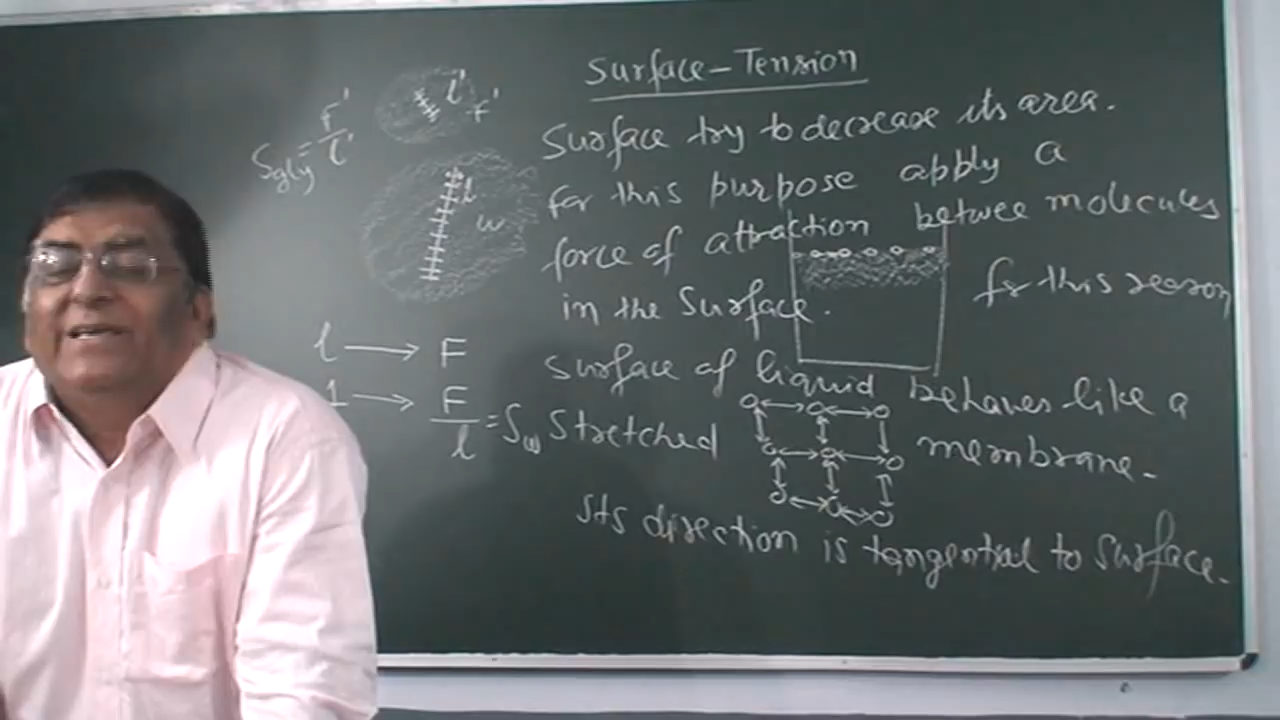 Surface-Tension
Surface try to decrease its area.
for this purpose apply a
force of attraction betwee molecules
in the Surface. for this reason
surface of liquid behaves like a
Stretched membrane.
Its direction is tangential to surface.
S gly = F' / l'
l' F'
l w
l → F
1 → F / l = S(w)